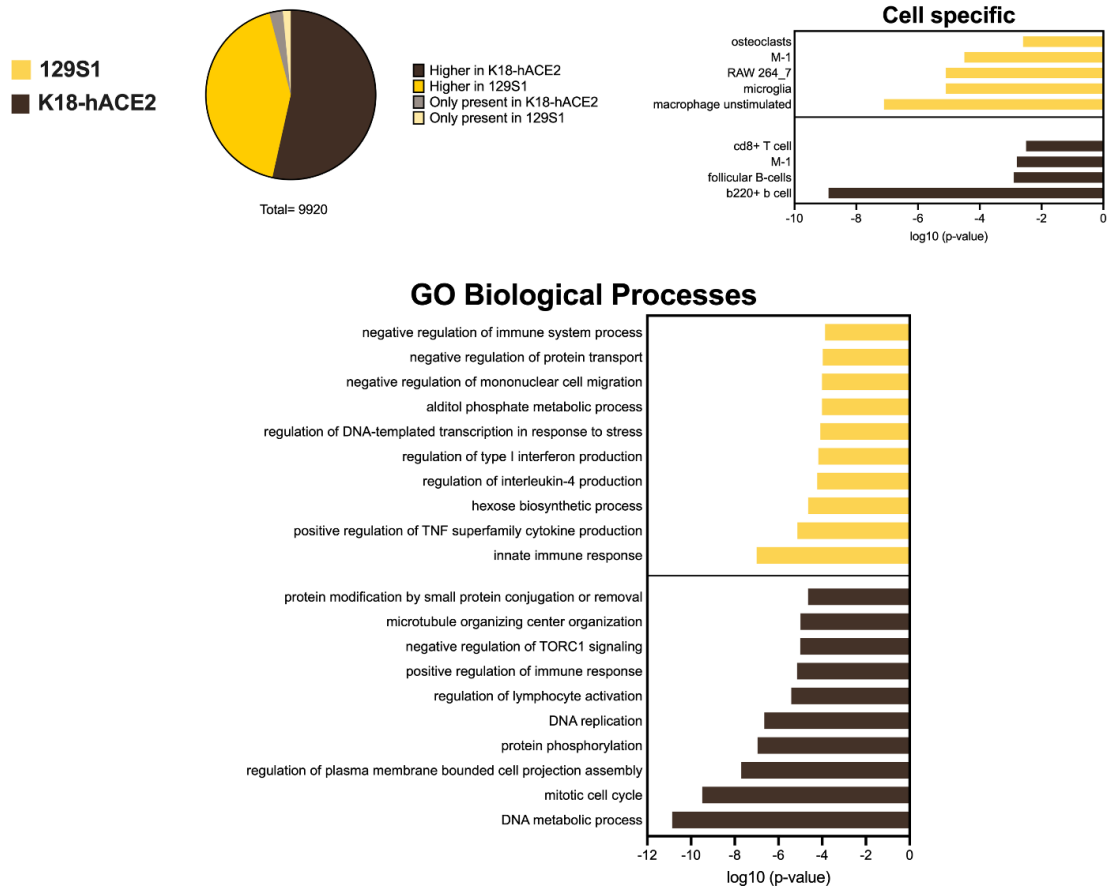 129S1
K18-hACE2
Higher in K18-hACE2
Higher in 129S1
Only present in K18-hACE2
Only present in 129S1
Total= 9920
Cell specific
osteoclasts
M-1
RAW 264_7
microglia
macrophage unstimulated
cd8+ T cell
M-1
follicular B-cells
b220+ b cell
-10 -8 -6 -4 -2 0
log10 (p-value)
GO Biological Processes
negative regulation of immune system process
negative regulation of protein transport
negative regulation of mononuclear cell migration
alditol phosphate metabolic process
regulation of DNA-templated transcription in response to stress
regulation of type I interferon production
regulation of interleukin-4 production
hexose biosynthetic process
positive regulation of TNF superfamily cytokine production
innate immune response
protein modification by small protein conjugation or removal
microtubule organizing center organization
negative regulation of TORC1 signaling
positive regulation of immune response
regulation of lymphocyte activation
DNA replication
protein phosphorylation
regulation of plasma membrane bounded cell projection assembly
mitotic cell cycle
DNA metabolic process
-12 -10 -8 -6 -4 -2 0
log10 (p-value)